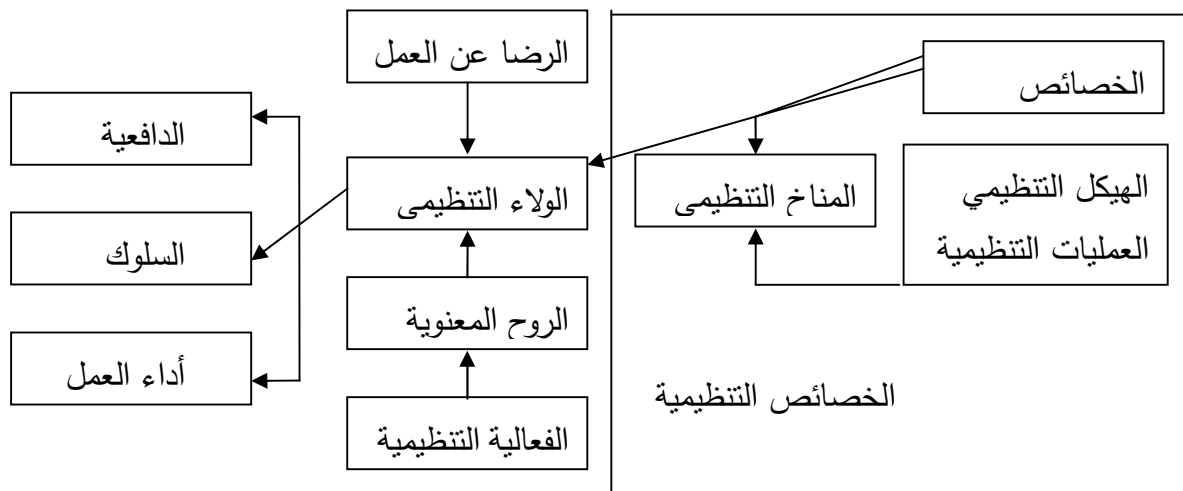 الرضا عن العمل
الخصائص
الدافعية
الولاء التنظيمى
المناخ التنظيمى
الهيكل التنظيمي
العمليات التنظيمية
السلوك
الروح المعنوية
أداء العمل
الخصائص التنظيمية
الفعالية التنظيمية